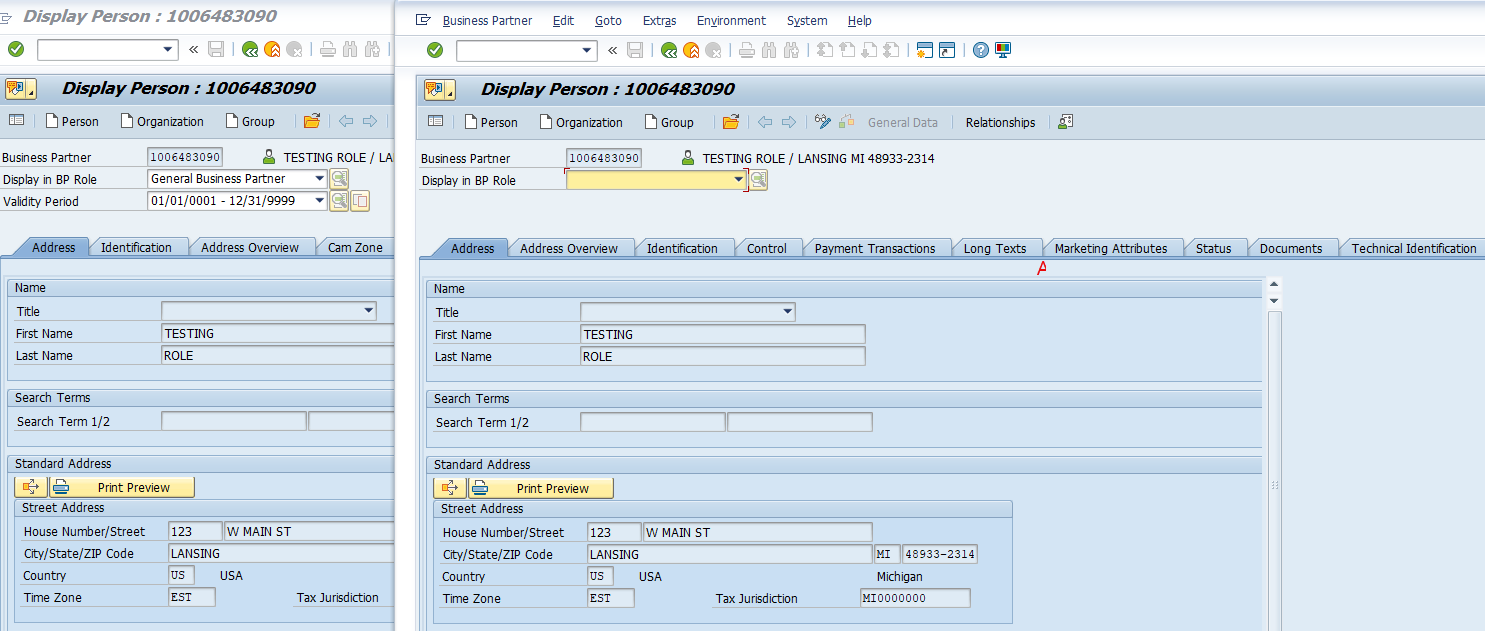 Display Person : 1006483090
Display Person : 1006483090
Person Organization Group
Business Partner 1006483090 TESTING ROLE / LA
Display in BP Role General Business Partner
Validity Period 01/01/0001 - 12/31/9999
Address Identification Address Overview Cam Zone
Name
Title
First Name TESTING
Last Name ROLE
Search Terms
Search Term 1/2
Standard Address
Print Preview
Street Address
House Number/Street 123 W MAIN ST
City/State/ZIP Code LANSING
Country US USA
Time Zone EST Tax Jurisdiction
Business Partner Edit Goto Extras Environment System Help
Display Person : 1006483090
Person Organization Group General Data Relationships
Business Partner 1006483090 TESTING ROLE / LANSING MI 48933-2314
Display in BP Role
Address Address Overview Identification Control Payment Transactions Long Texts Marketing Attributes Status Documents Technical Identification
A
Name
Title
First Name TESTING
Last Name ROLE
Search Terms
Search Term 1/2
Standard Address
Print Preview
Street Address
House Number/Street 123 W MAIN ST
City/State/ZIP Code LANSING MI 48933-2314
Country US USA Michigan
Time Zone EST Tax Jurisdiction MI0000000